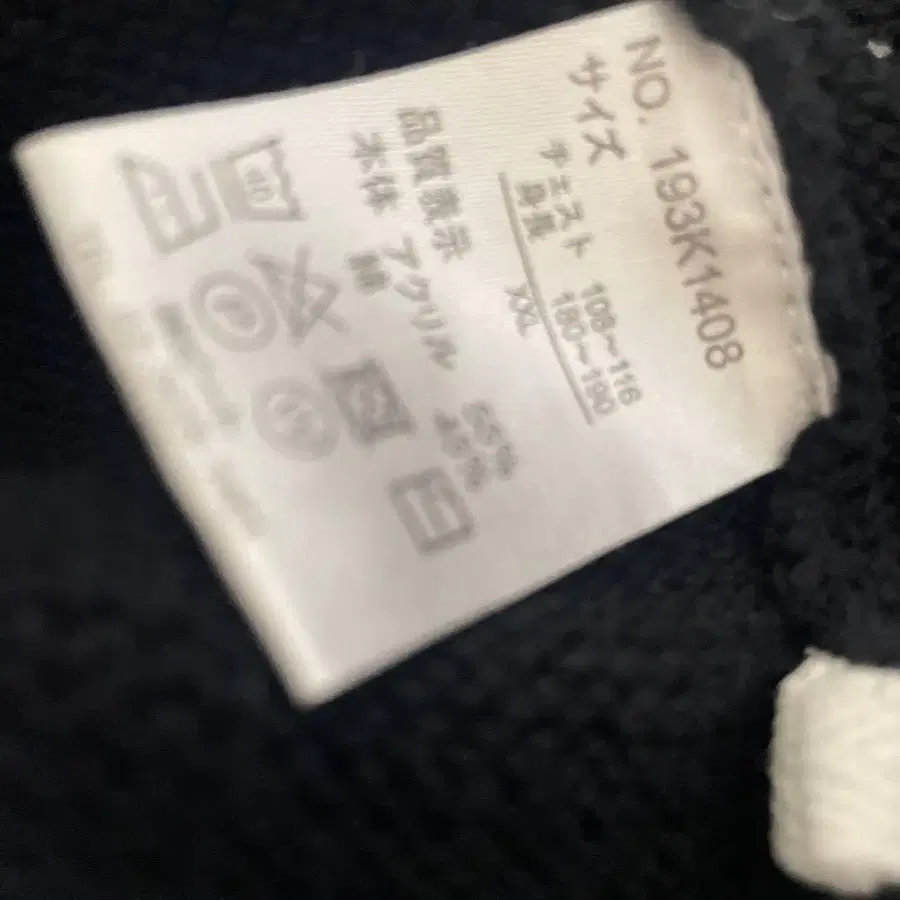 NO. 193K1408
サイズ
チェスト 108〜116
身長 180〜190
XXL
品質表示
本体 アクリル 55%
綿 45%